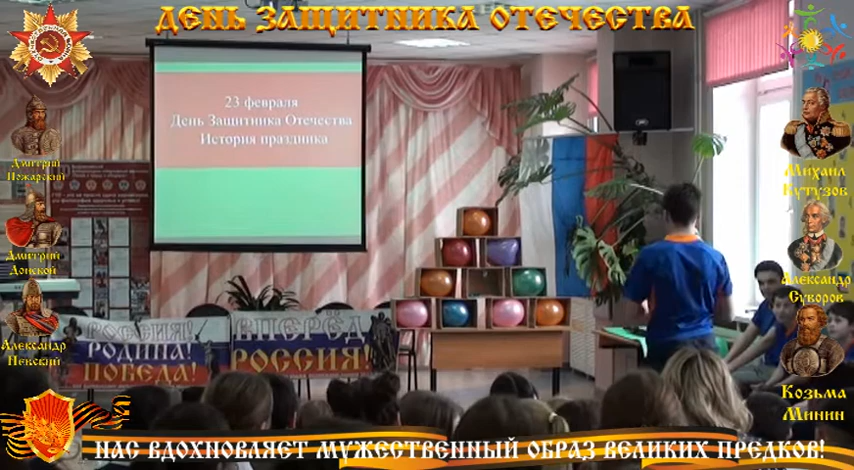 ДЕНЬ ЗАЩИТНИКА ОТЕЧЕСТВА
23 февраля
День Защитника Отечества
История праздника
Дмитрий
Пожарский
Дмитрий
Донской
Александр
Невский
Михаил
Кутузов
Александр
Суворов
Козьма
Минин
РОССИЯ!
РОДИНА!
ПОБЕДА!
ВПЕРЁД
РОССИЯ!
НАС ВДОХНОВЛЯЕТ МУЖЕСТВЕННЫЙ ОБРАЗ ВЕЛИКИХ ПРЕДКОВ!